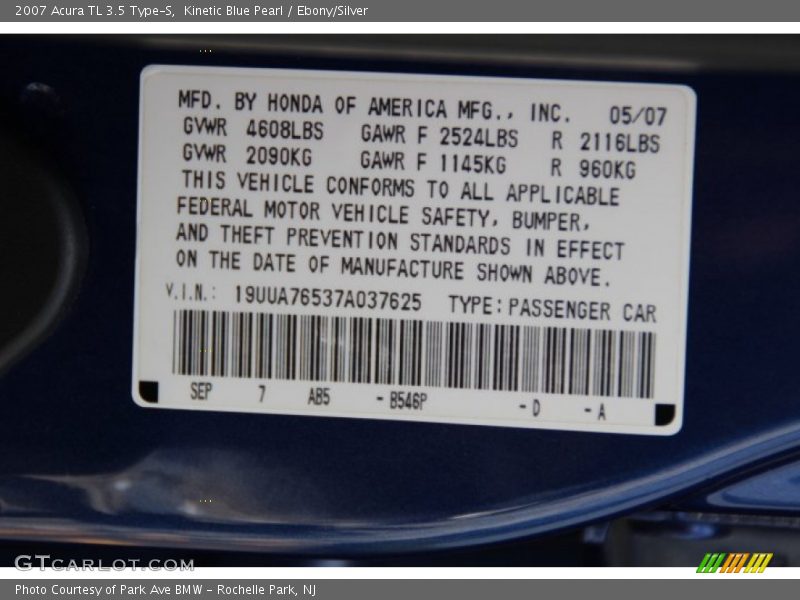 2007 Acura TL 3.5 Type-S,  Kinetic Blue Pearl / Ebony/Silver
MFD. BY HONDA OF AMERICA MFG., INC. 05/07
GVWR 4608LBS GAWR F 2524LBS R 2116LBS
GVWR 2090KG GAWR F 1145KG R 960KG
THIS VEHICLE CONFORMS TO ALL APPLICABLE
FEDERAL MOTOR VEHICLE SAFETY, BUMPER,
AND THEFT PREVENTION STANDARDS IN EFFECT
ON THE DATE OF MANUFACTURE SHOWN ABOVE.
V.I.N.: 19UUA76537A037625 TYPE: PASSENGER CAR
SEP 7 AB5 - B546P - D - A
GTCARLOT.COM
Photo Courtesy of Park Ave BMW - Rochelle Park, NJ